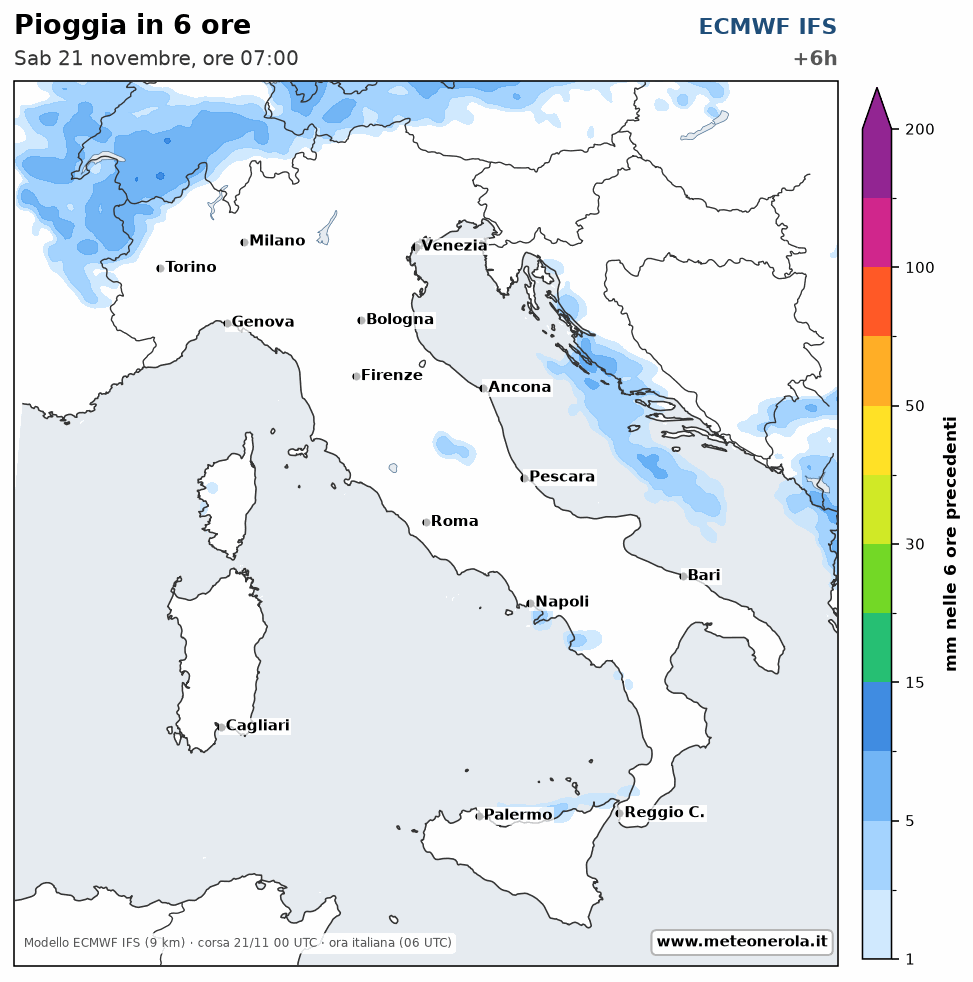 Pioggia in 6 ore
ECMWF IFS
Sab 21 novembre, ore 07:00
+6h
Milano
Venezia
Torino
Genova
Bologna
Firenze
Ancona
Pescara
Roma
Bari
Napoli
Cagliari
Palermo
Reggio C.
200
100
50
30
15
5
1
mm nelle 6 ore precedenti
Modello ECMWF IFS (9 km) · corsa 21/11 00 UTC · ora italiana (06 UTC)
www.meteonerola.it